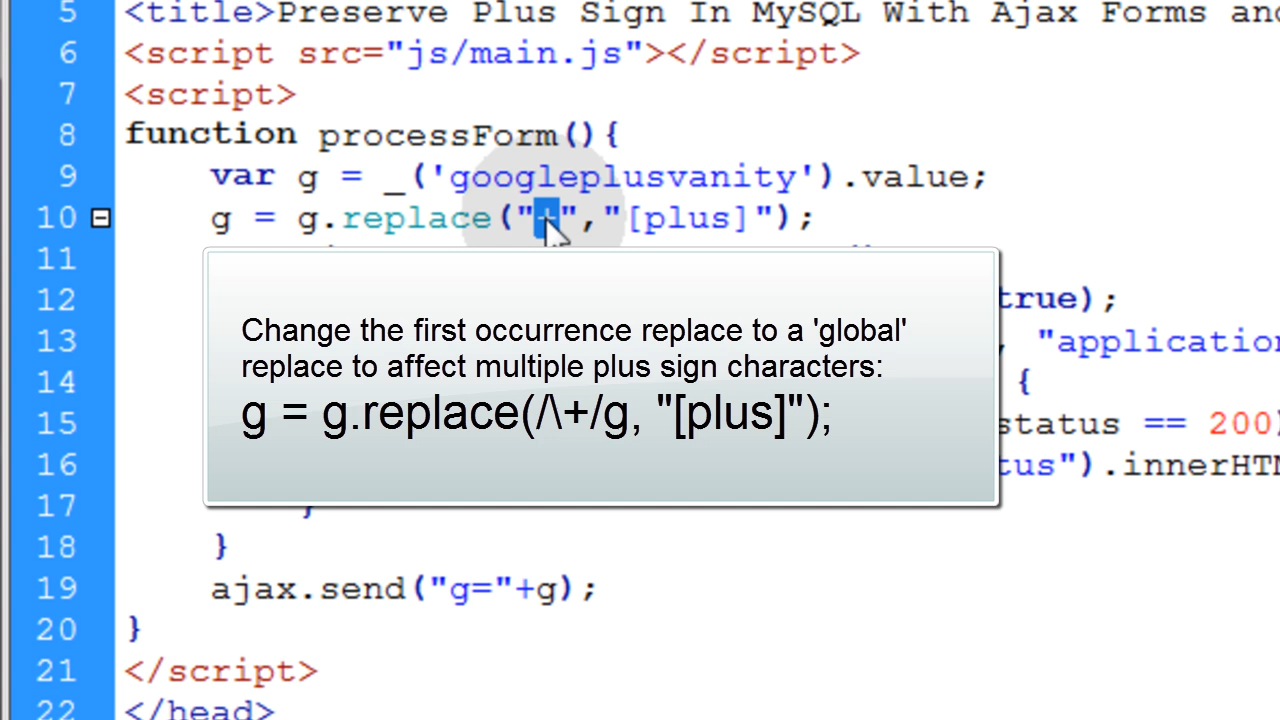 5 <title>Preserve Plus Sign In MySQL With Ajax Forms and
6 <script src="js/main.js"></script>
7 <script>
8 function processForm(){
9 var g = _('googleplusvanity').value;
10 g = g.replace("+","[plus]");
11
12 true);
13 , "application
14 {
15 status == 200)
16 tus").innerHTM
17 }
18 }
19 ajax.send("g="+g);
20 }
21 </script>
22 </head>
Change the first occurrence replace to a 'global'
replace to affect multiple plus sign characters:
g = g.replace(/\+/g, "[plus]");